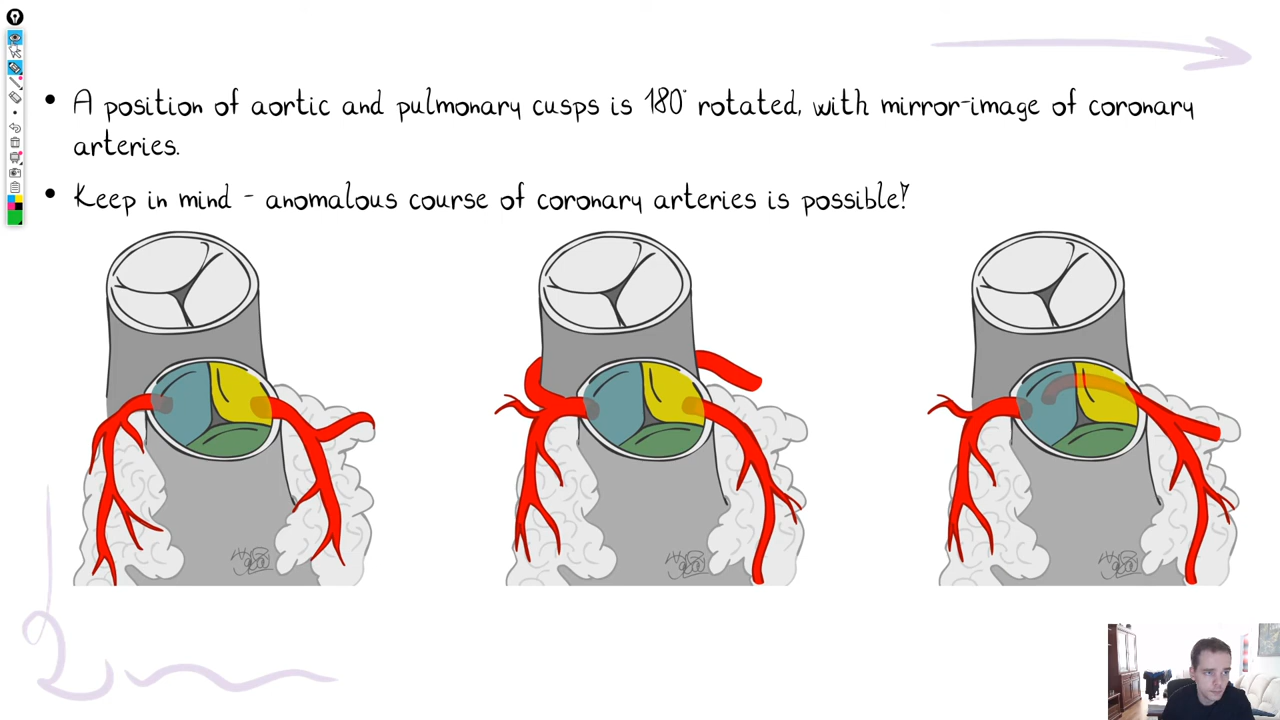 • A position of aortic and pulmonary cusps is 180° rotated, with mirror-image of coronary
arteries.
• Keep in mind - anomalous course of coronary arteries is possible!